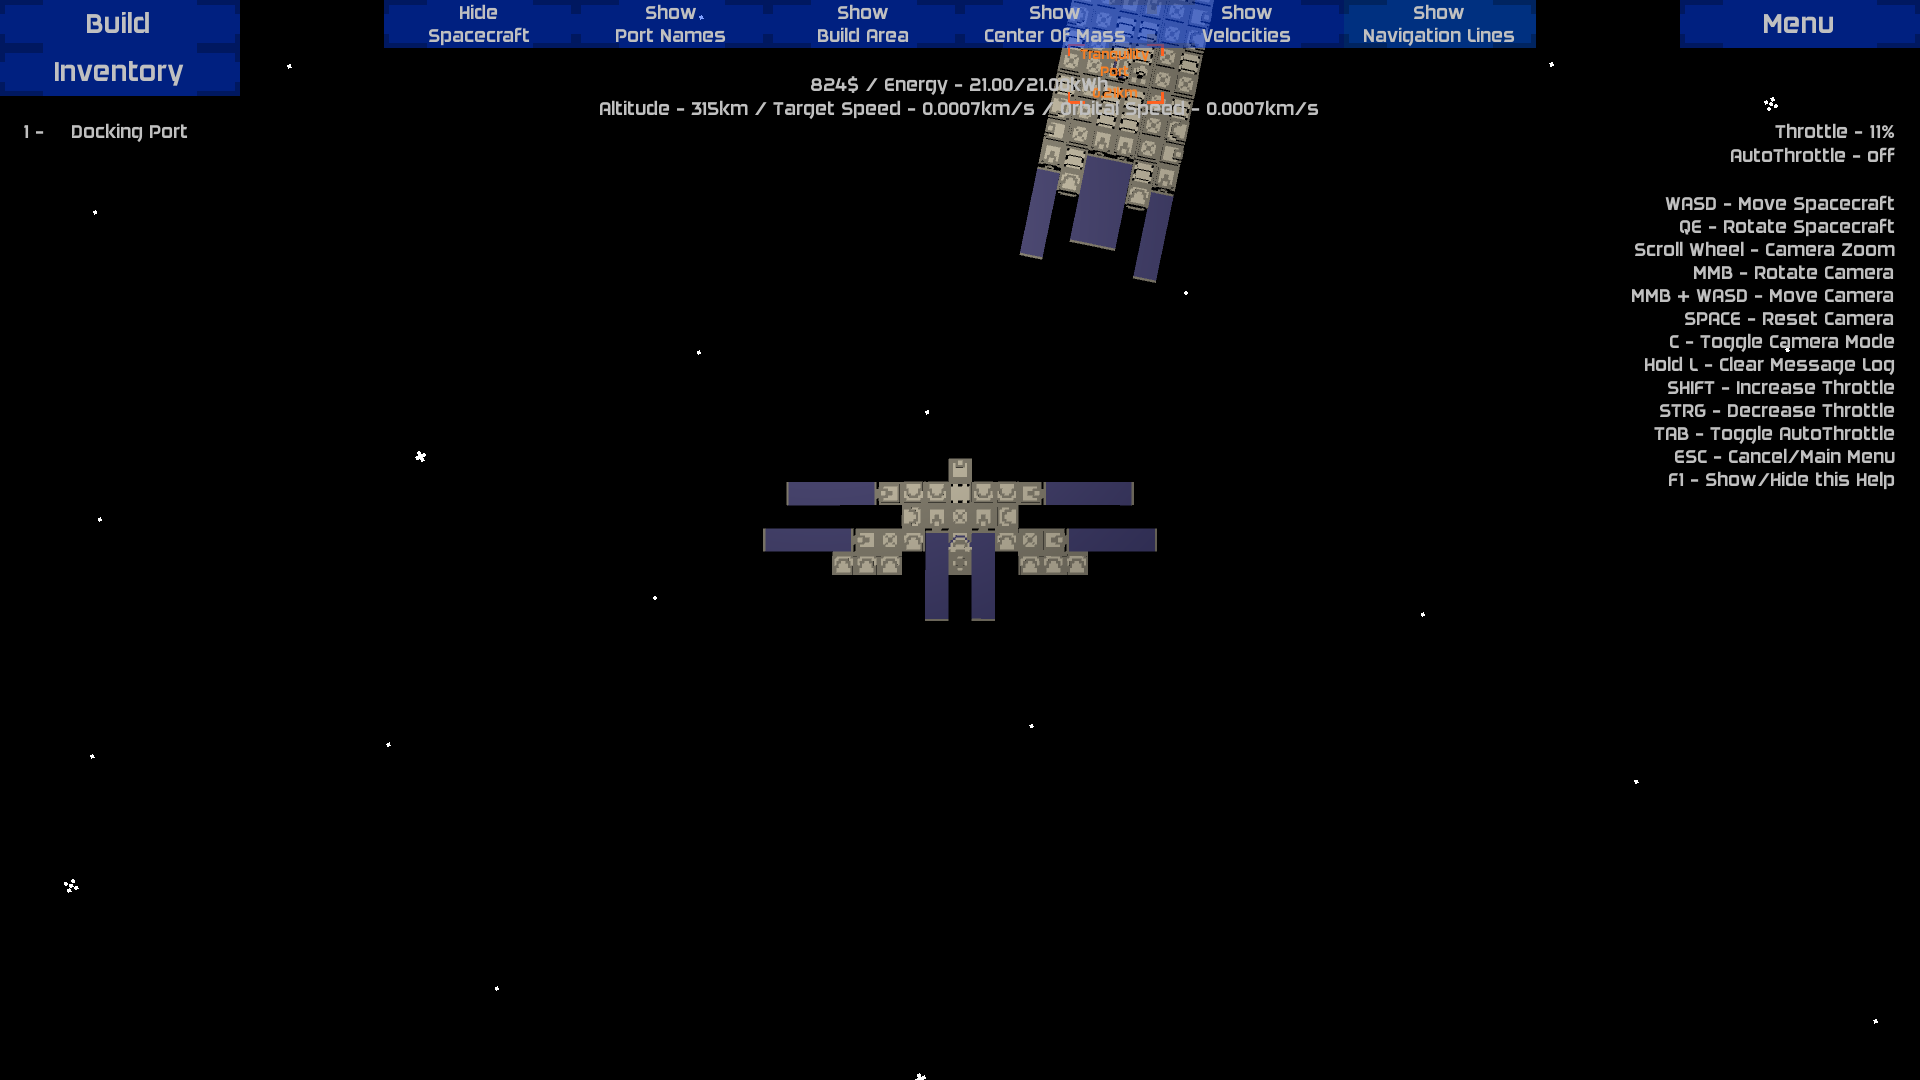 Build
Inventory
Hide
Spacecraft
Show
Port Names
Show
Build Area
Show
Center Of Mass
Show
Velocities
Show
Navigation Lines
Menu
Tranquility
Port
824$ / Energy - 21.00/21.00kWh
Altitude - 315km / Target Speed - 0.0007km/s / Orbital Speed - 0.0007km/s
1 - Docking Port
Throttle - 11%
AutoThrottle - off
WASD - Move Spacecraft
QE - Rotate Spacecraft
Scroll Wheel - Camera Zoom
MMB - Rotate Camera
MMB + WASD - Move Camera
SPACE - Reset Camera
C - Toggle Camera Mode
Hold L - Clear Message Log
SHIFT - Increase Throttle
STRG - Decrease Throttle
TAB - Toggle AutoThrottle
ESC - Cancel/Main Menu
F1 - Show/Hide this Help